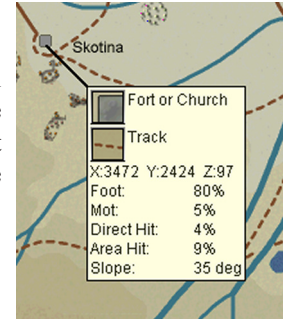 Skotina
Fort or Church
Track
X:3472 Y:2424 Z:97
Foot: 80%
Mot: 5%
Direct Hit: 4%
Area Hit: 9%
Slope: 35 deg